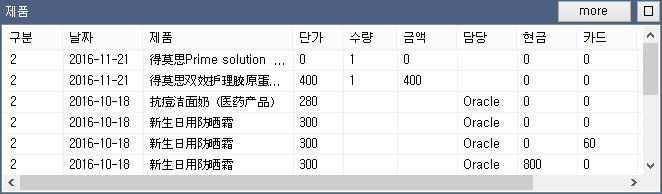 제품 more
구분 날짜 제품 단가 수량 금액 담당 현금 카드
2 2016-11-21 得莫思Prime solution ... 0 1 0 0 0
2 2016-11-21 得莫思双效护理胶原蛋... 400 1 400 0 0
2 2016-10-18 抗痘洁面奶 (医药产品) 280 Oracle 0 0
2 2016-10-18 新生日用防晒霜 300 Oracle 0 0
2 2016-10-18 新生日用防晒霜 300 Oracle 0 60
2 2016-10-18 新生日用防晒霜 300 Oracle 800 0